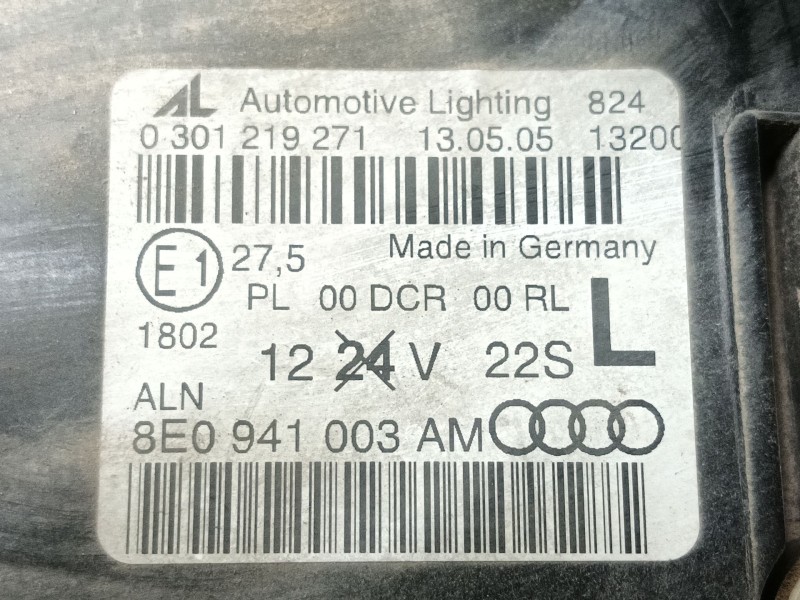 AL Automotive Lighting 824
0 301 219 271 13.05.05 1320
E1 27,5 Made in Germany
PL 00 DCR 00 RL
1802 L
12 24 V 22S
ALN
8E0 941 003 AM